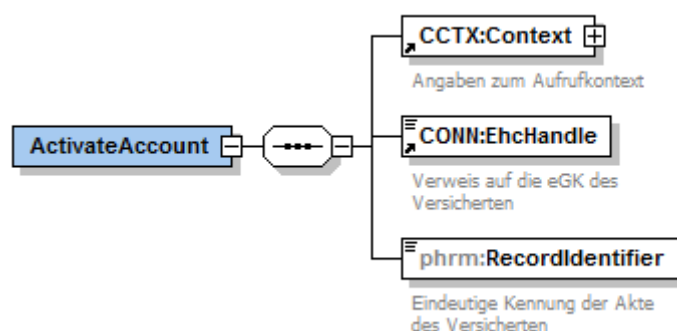 CCTX:Context
Angaben zum Aufrufkontext
ActivateAccount
CONN:EhcHandle
Verweis auf die eGK des
Versicherten
phrm:RecordIdentifier
Eindeutige Kennung der Akte
des Versicherten